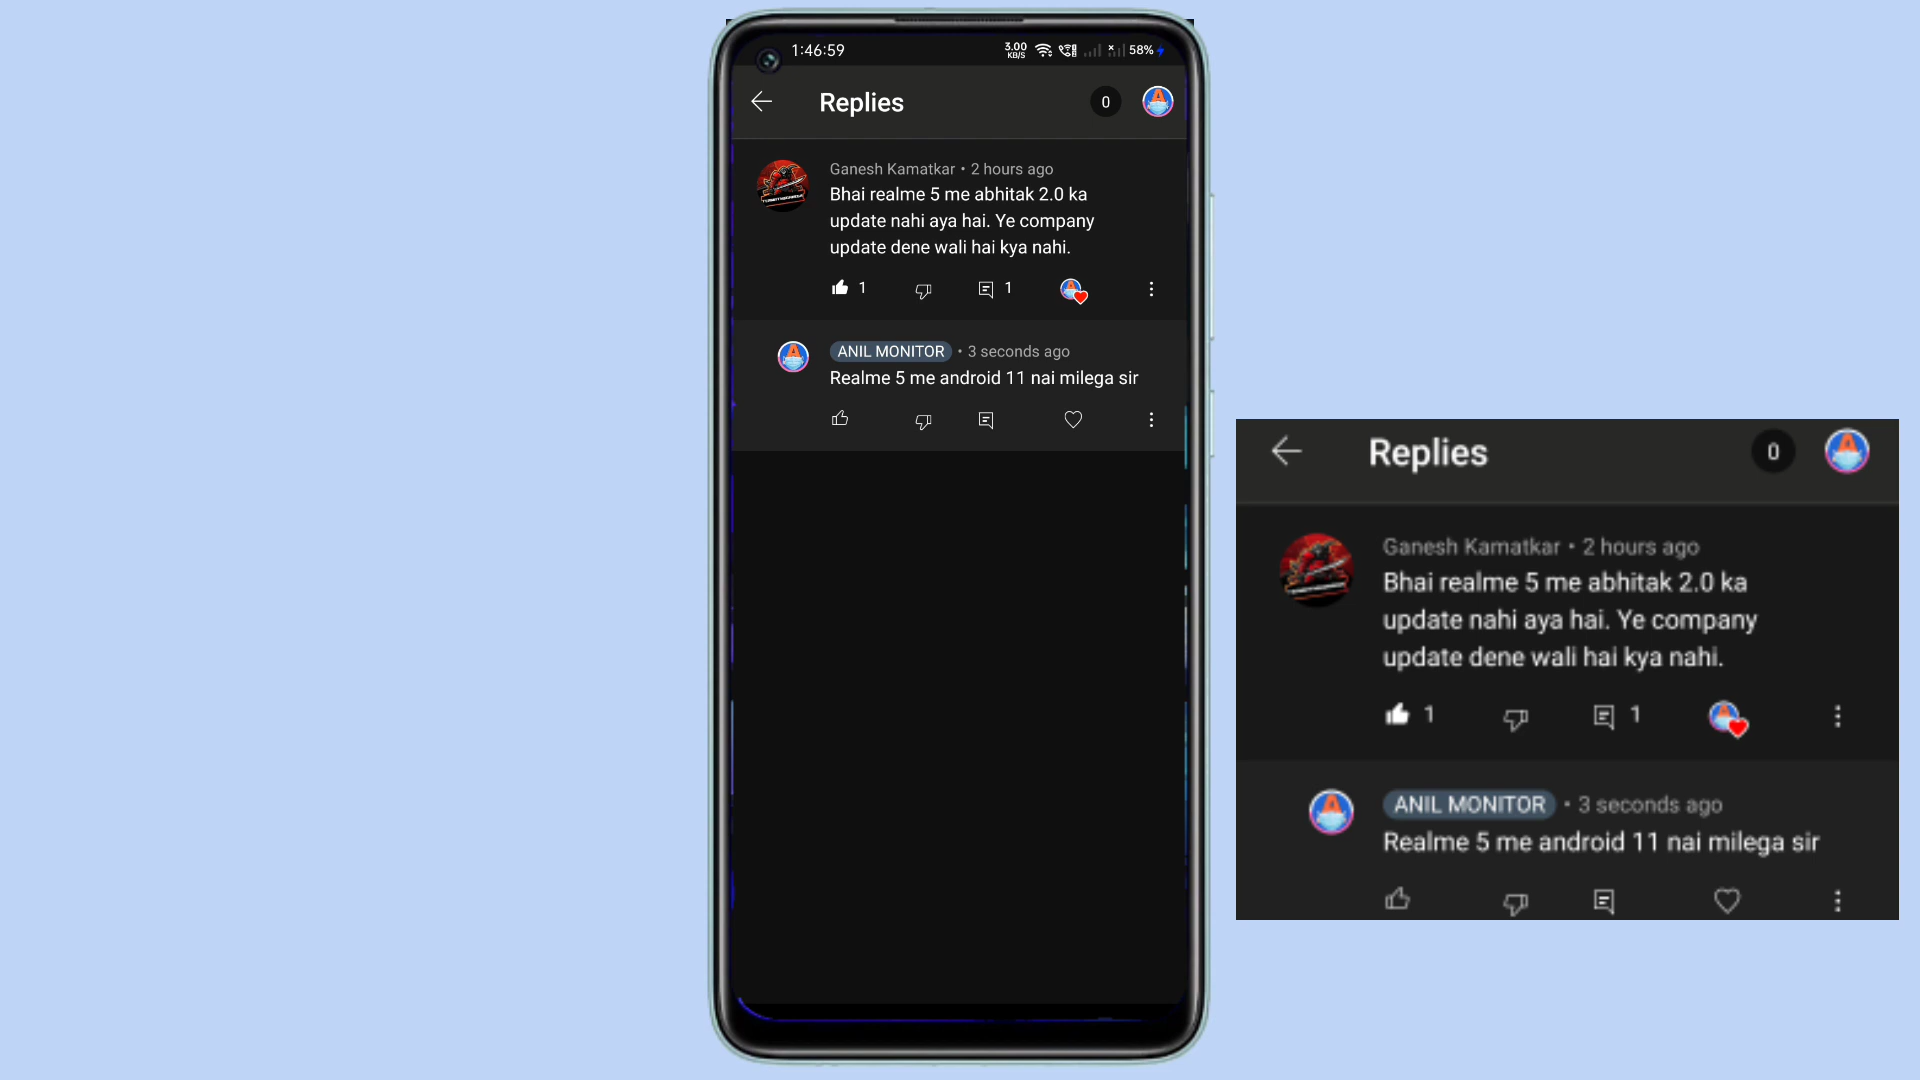 1:46:59
3.00
KB/S
58%
Replies
0
Ganesh Kamatkar • 2 hours ago
Bhai realme 5 me abhitak 2.0 ka
update nahi aya hai. Ye company
update dene wali hai kya nahi.
1
1
ANIL MONITOR • 3 seconds ago
Realme 5 me android 11 nai milega sir
Replies
0
Ganesh Kamatkar • 2 hours ago
Bhai realme 5 me abhitak 2.0 ka
update nahi aya hai. Ye company
update dene wali hai kya nahi.
1
1
ANIL MONITOR • 3 seconds ago
Realme 5 me android 11 nai milega sir